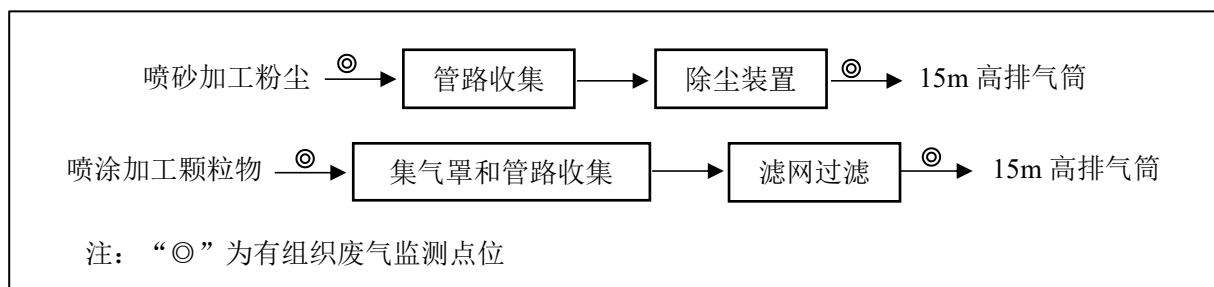 喷砂加工粉尘 ◎ 管路收集 除尘装置 ◎ 15m 高排气筒
喷涂加工颗粒物 ◎ 集气罩和管路收集 滤网过滤 ◎ 15m 高排气筒
注：“◎”为有组织废气监测点位